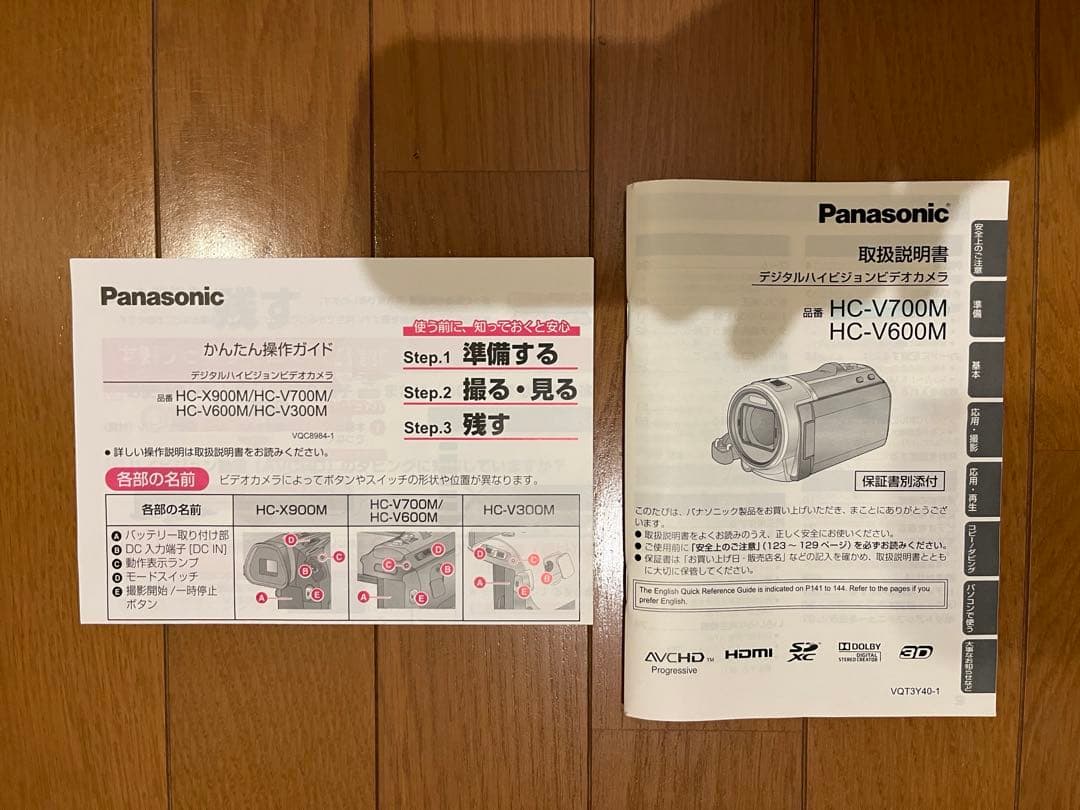 Panasonic
かんたん操作ガイド
デジタルハイビジョンビデオカメラ
品番 HC-X900M/HC-V700M/
HC-V600M/HC-V300M
VQC8984-1
使う前に、知っておくと安心
Step.1 準備する
Step.2 撮る・見る
Step.3 残す
● 詳しい操作説明は取扱説明書をお読みください。
各部の名前 ビデオカメラによってボタンやスイッチの形状や位置が異なります。
各部の名前 HC-X900M HC-V700M/ HC-V300M
HC-V600M
A バッテリー取り付け部
B DC 入力端子 [DC IN]
C 動作表示ランプ
D モードスイッチ
E 撮影開始/一時停止
ボタン
D C B A E
D C B A E
D C B A E
Panasonic
取扱説明書
デジタルハイビジョンビデオカメラ
品番 HC-V700M
HC-V600M
保証書別添付
このたびは、パナソニック製品をお買い上げいただき、まことにありがとうござ
います。
● 取扱説明書をよくお読みのうえ、正しく安全にお使いください。
● ご使用前に「安全上のご注意」(123 ～ 129 ページ) を必ずお読みください。
● 保証書は「お買い上げ日・販売店名」などの記入を確かめ、取扱説明書ととも
に大切に保管してください。
The English Quick Reference Guide is indicated on P141 to 144. Refer to the pages if you
prefer English.
AVCHD™
Progressive
HDMI
SD
XC
DOLBY
DIGITAL
STEREO CREATOR
3D
VQT3Y40-1
安全上のご注意
準備
基本
応用・撮影
応用・再生
コピー/ダビング
パソコンで使う
大事なお知らせなど